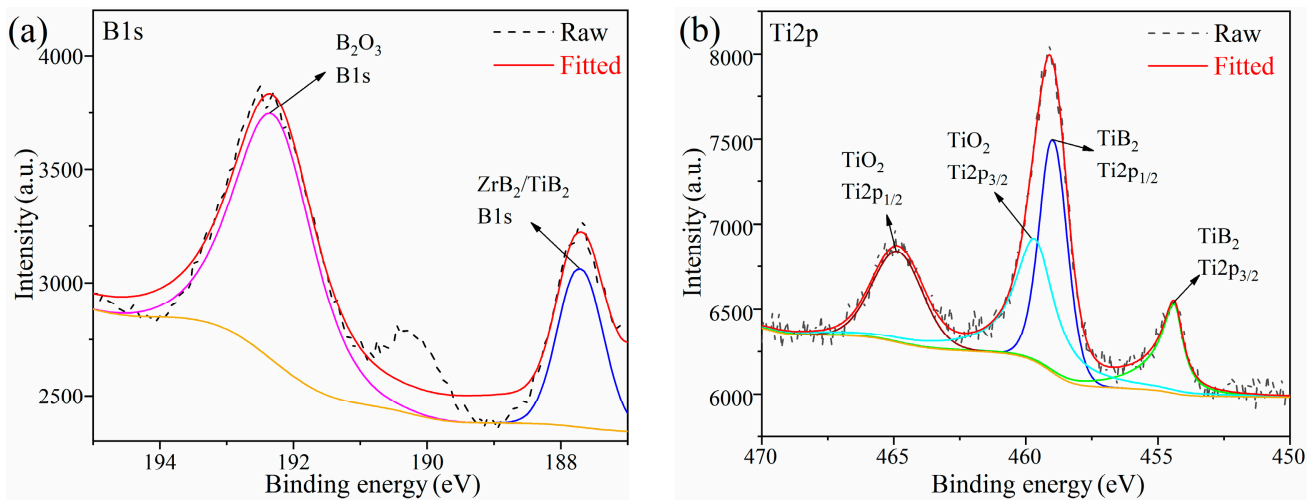 (a)
B1s
Raw
Fitted
B₂O₃
B1s
ZrB₂/TiB₂
B1s
4000
3500
3000
2500
Intensity (a.u.)
194
192
190
188
Binding energy (eV)
(b)
Ti2p
Raw
Fitted
TiO₂
Ti2p₁/₂
TiO₂
Ti2p₃/₂
TiB₂
Ti2p₁/₂
TiB₂
Ti2p₃/₂
8000
7500
7000
6500
6000
Intensity (a.u.)
470
465
460
455
450
Binding energy (eV)